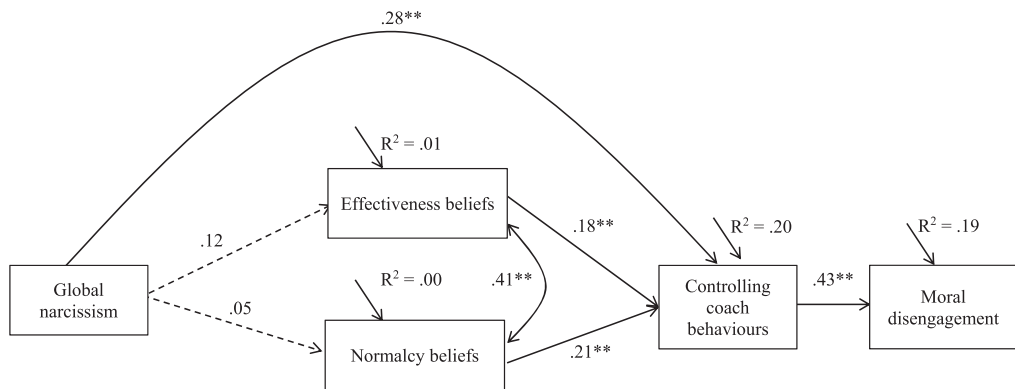 .28**
R² = .01
Effectiveness beliefs
.12
.18**
R² = .20
R² = .19
Global
narcissism
R² = .00
.41**
Controlling
coach
behaviours
.43**
Moral
disengagement
.05
Normalcy beliefs
.21**